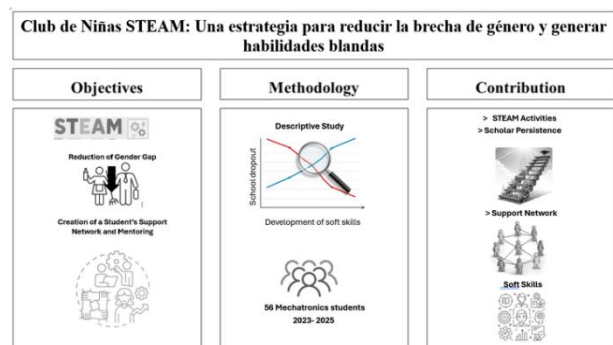 Club de Niñas STEAM: Una estrategia para reducir la brecha de género y generar
habilidades blandas
Objectives
STEAM
Reduction of Gender Gap
Creation of a Student's Support
Network and Mentoring
Methodology
Descriptive Study
School dropout
Development of soft skills
56 Mechatronics students
2023- 2025
Contribution
> STEAM Activities
> Scholar Persistence
> Support Network
Soft Skills